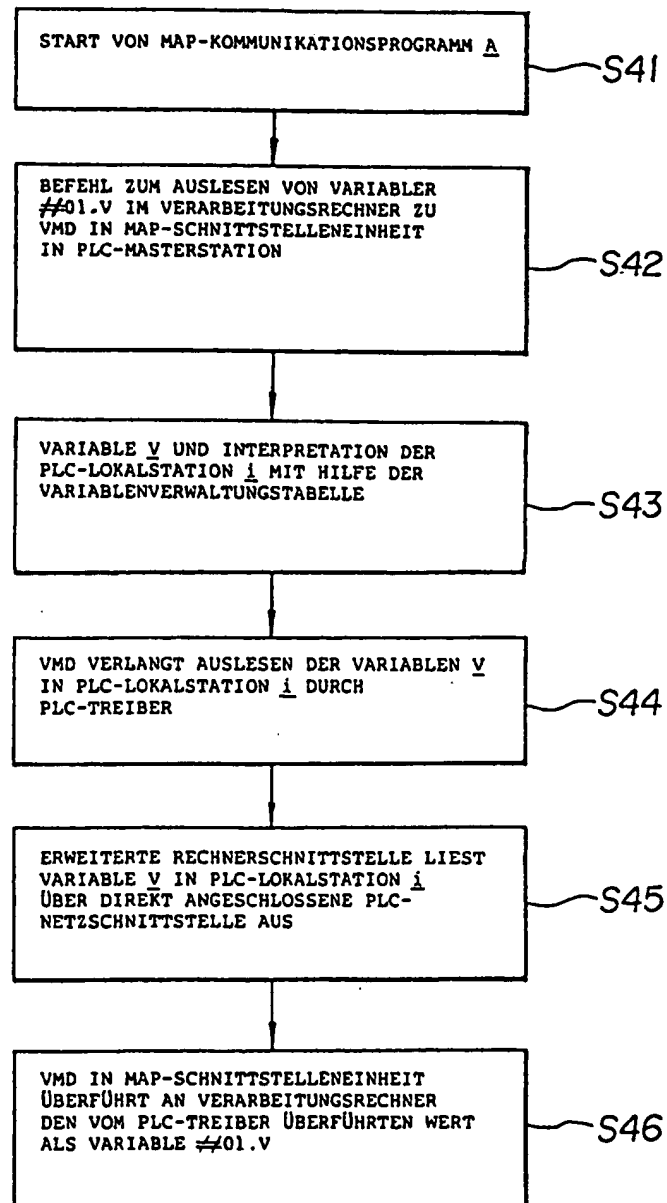 START VON MAP-KOMMUNIKATIONSPROGRAMM A
S41
BEFEHL ZUM AUSLESEN VON VARIABLER
#01.V IM VERARBEITUNGSRECHNER ZU
VMD IN MAP-SCHNITTSTELLENEINHEIT
IN PLC-MASTERSTATION
S42
VARIABLE V UND INTERPRETATION DER
PLC-LOKALSTATION i MIT HILFE DER
VARIABLENVERWALTUNGSTABELLE
S43
VMD VERLANGT AUSLESEN DER VARIABLEN V
IN PLC-LOKALSTATION i DURCH
PLC-TREIBER
S44
ERWEITERTE RECHNERSCHNITTSTELLE LIEST
VARIABLE V IN PLC-LOKALSTATION i
ÜBER DIREKT ANGESCHLOSSENE PLC-
NETZSCHNITTSTELLE AUS
S45
VMD IN MAP-SCHNITTSTELLENEINHEIT
ÜBERFÜHRT AN VERARBEITUNGSRECHNER
DEN VOM PLC-TREIBER ÜBERFÜHRTEN WERT
ALS VARIABLE #01.V
S46